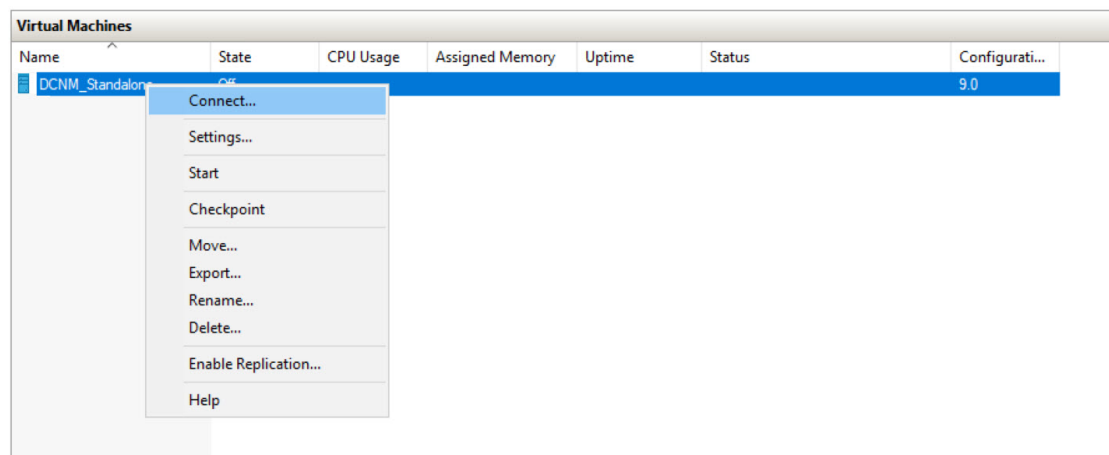 Virtual Machines
Name State CPU Usage Assigned Memory Uptime Status Configurati...
DCNM_Standalone Off 9.0
Connect...
Settings...
Start
Checkpoint
Move...
Export...
Rename...
Delete...
Enable Replication...
Help